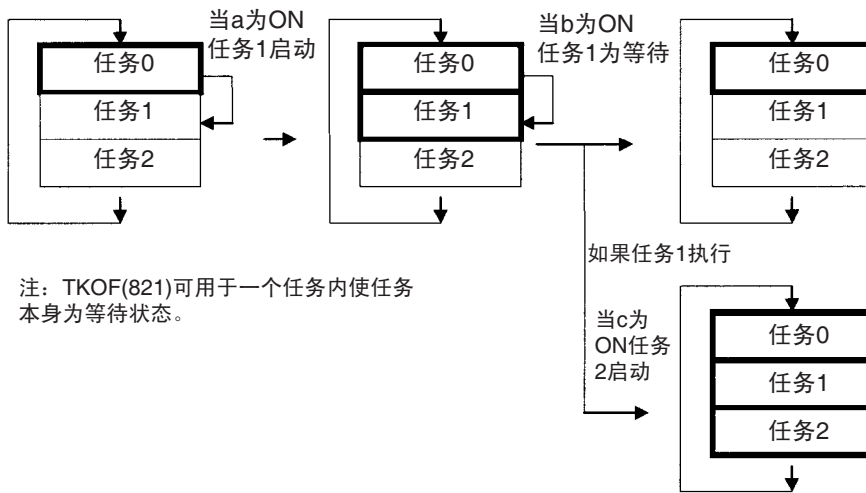 当a为ON
任务1启动
任务0
任务1
任务2
当b为ON
任务1为等待
任务0
任务1
任务2
任务0
任务1
任务2
注：TKOF(821)可用于一个任务内使任务
本身为等待状态。
如果任务1执行
当c为
ON任务
2启动
任务0
任务1
任务2